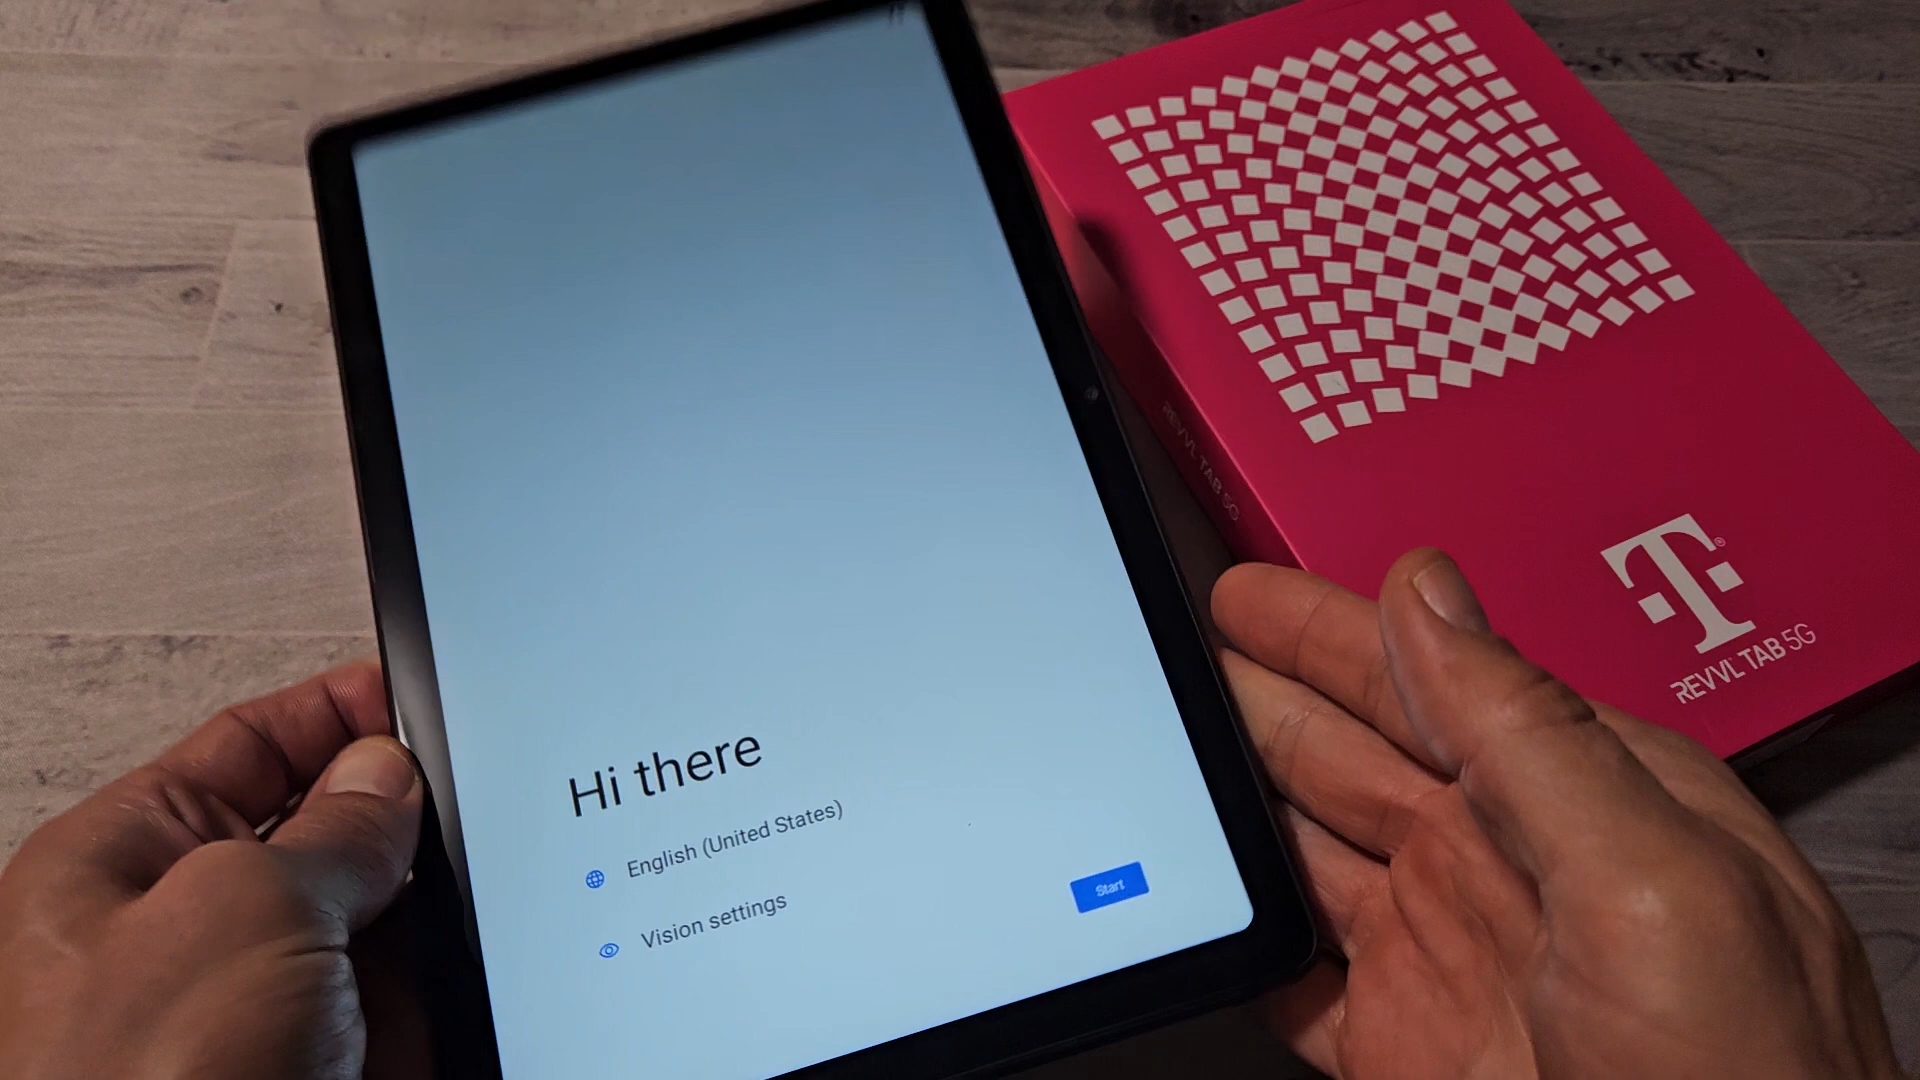 Hi there
English (United States)
Vision settings
Start
REVVL TAB 5G
T®
REVVL TAB 5G